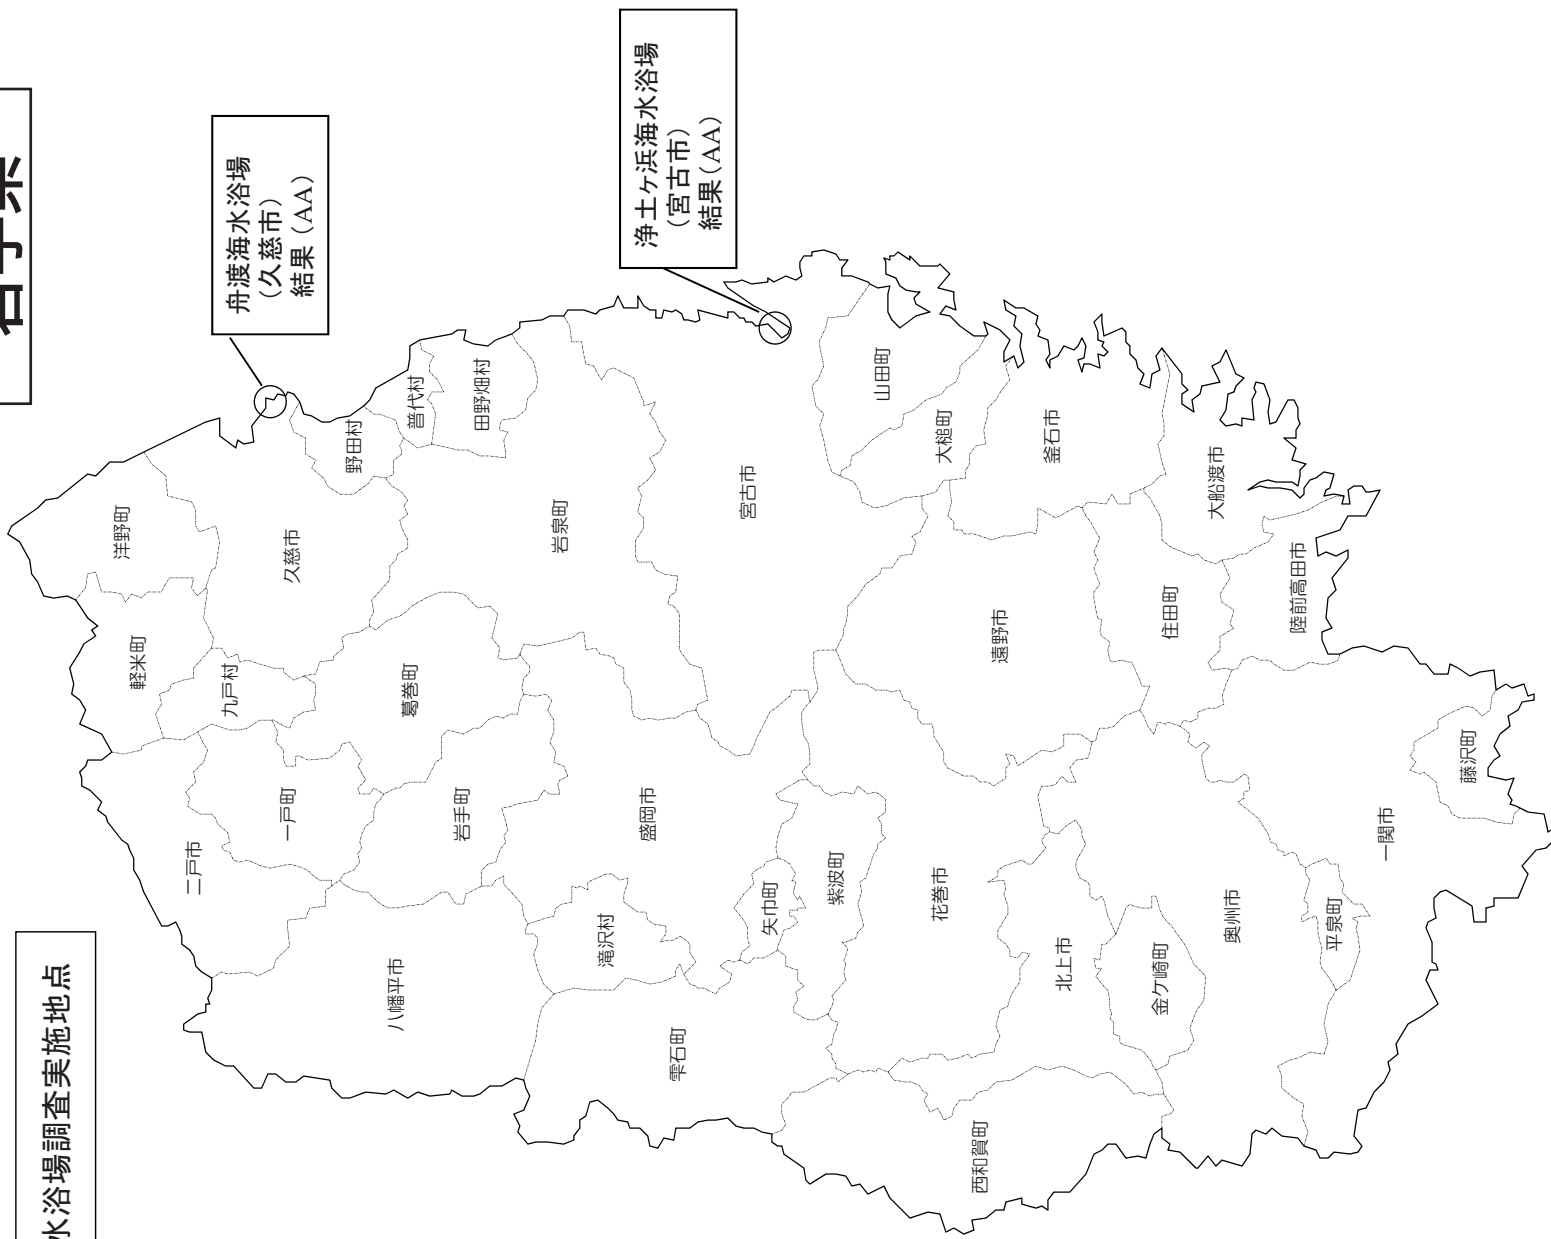 岩手県
水浴場調査実施地点
舟渡海水浴場
（久慈市）
結果（AA）
浄土ヶ浜海水浴場
（宮古市）
結果（AA）
洋野町
軽米町
九戸村
二戸市
一戸町
久慈市
野田村
普代村
田野畑村
葛巻町
岩手町
八幡平市
岩泉町
盛岡市
滝沢村
雫石町
宮古市
矢巾町
紫波町
山田町
大槌町
花巻市
遠野市
釜石市
北上市
西和賀町
金ケ崎町
住田町
大船渡市
奥州市
陸前高田市
平泉町
一関市
藤沢町